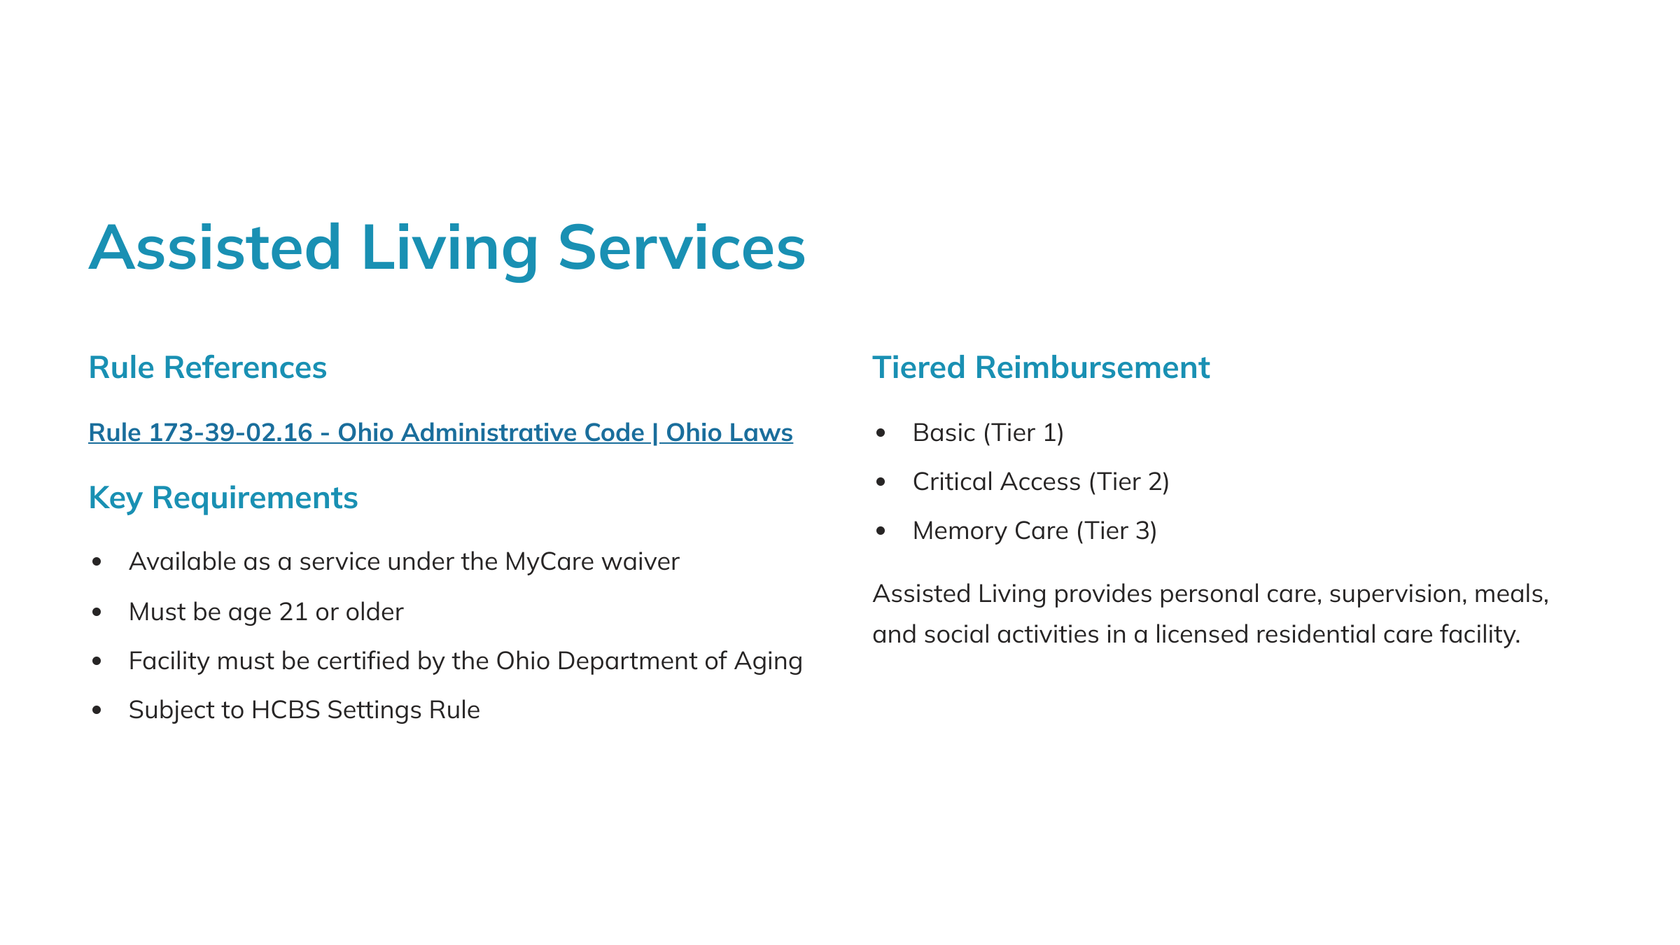 Assisted Living Services
Rule References
Rule 173-39-02.16 - Ohio Administrative Code | Ohio Laws
Key Requirements
• Available as a service under the MyCare waiver
• Must be age 21 or older
• Facility must be certified by the Ohio Department of Aging
• Subject to HCBS Settings Rule
Tiered Reimbursement
• Basic (Tier 1)
• Critical Access (Tier 2)
• Memory Care (Tier 3)
Assisted Living provides personal care, supervision, meals,
and social activities in a licensed residential care facility.